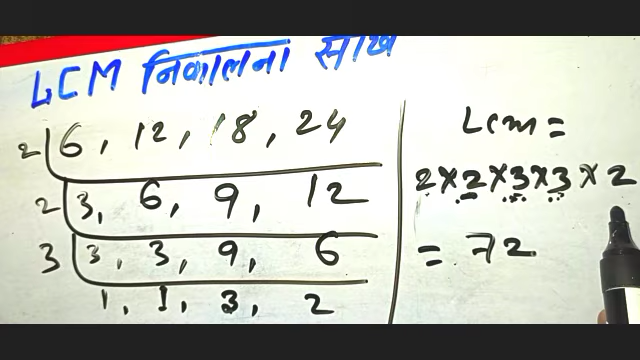 LCM निकालना सीखे
2 6, 12, 18, 24
2 3, 6, 9, 12
3 3, 3, 9, 6
1, 1, 3, 2
Lcm =
2×2×3×3×2
= 72